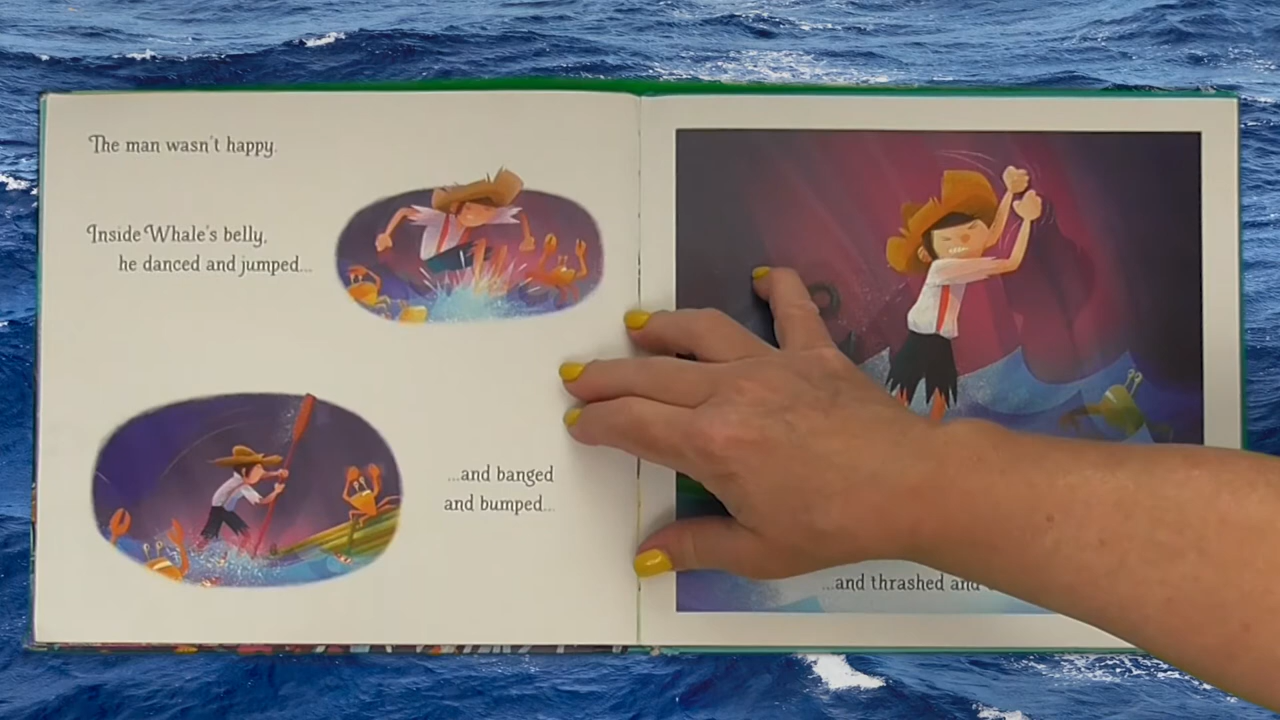 The man wasn't happy.
Inside Whale's belly,
he danced and jumped...
...and banged
and bumped...
...and thrashed and